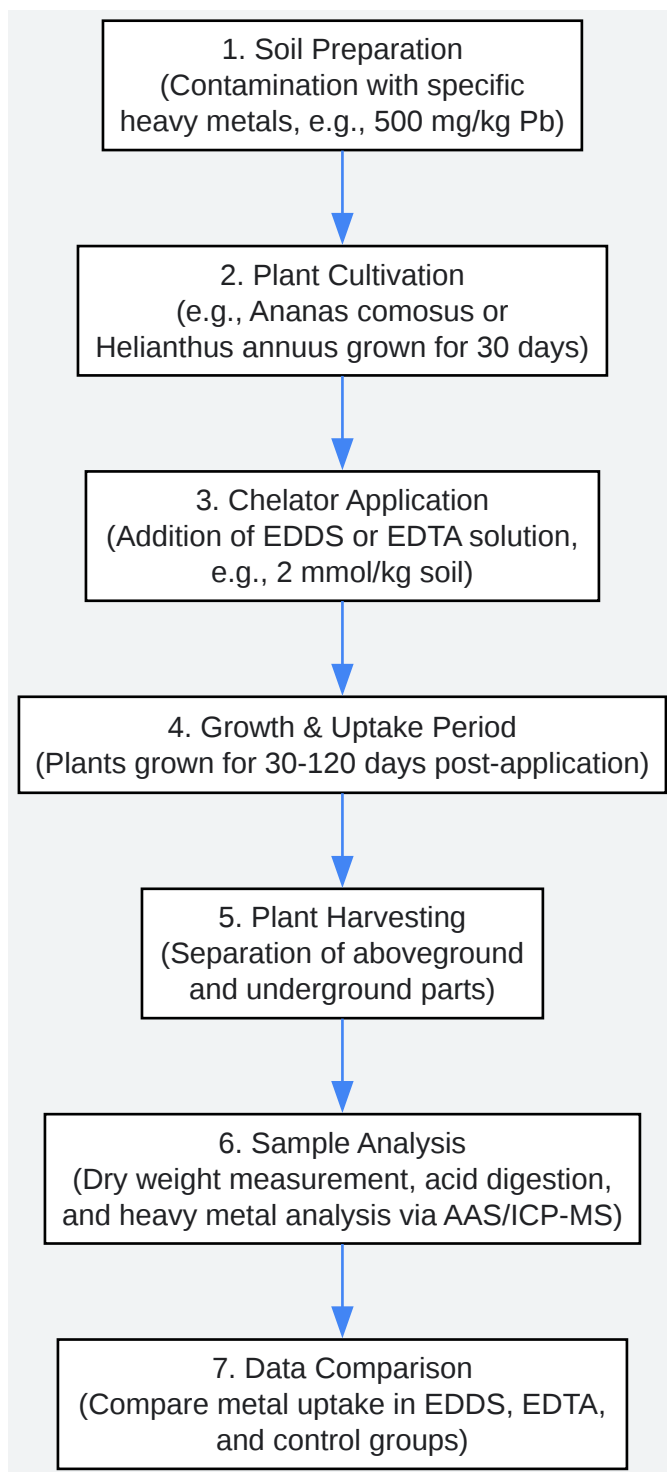 1. Soil Preparation
(Contamination with specific
heavy metals, e.g., 500 mg/kg Pb)
2. Plant Cultivation
(e.g., Ananas comosus or
Helianthus annuus grown for 30 days)
3. Chelator Application
(Addition of EDDS or EDTA solution,
e.g., 2 mmol/kg soil)
4. Growth & Uptake Period
(Plants grown for 30-120 days post-application)
5. Plant Harvesting
(Separation of aboveground
and underground parts)
6. Sample Analysis
(Dry weight measurement, acid digestion,
and heavy metal analysis via AAS/ICP-MS)
7. Data Comparison
(Compare metal uptake in EDDS, EDTA,
and control groups)